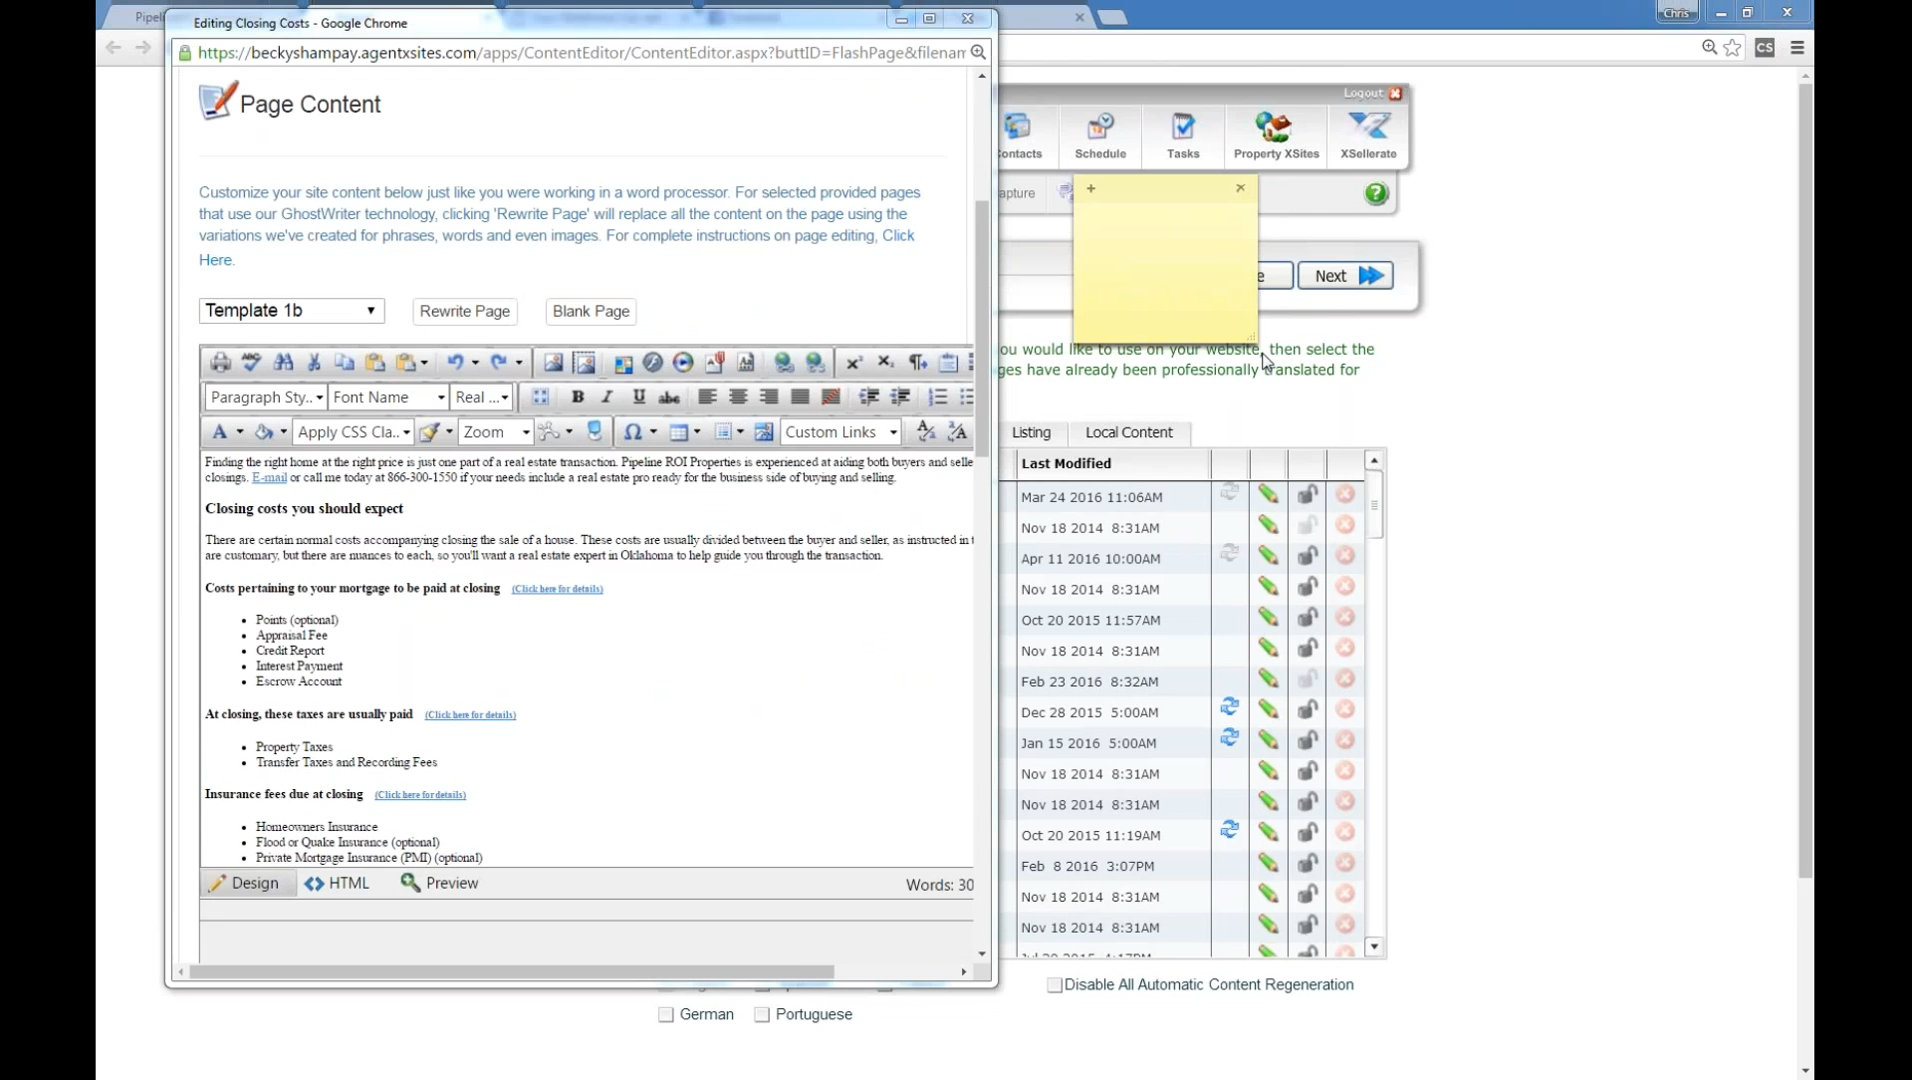 Pipelin
Editing Closing Costs - Google Chrome
Chris
https://beckyshampay.agentxsites.com/apps/ContentEditor/ContentEditor.aspx?buttID=FlashPage&filenam
CS
Page Content
Logout
ontacts
Schedule
Tasks
Property XSites
XSellerate
apture
Customize your site content below just like you were working in a word processor. For selected provided pages
that use our GhostWriter technology, clicking 'Rewrite Page' will replace all the content on the page using the
variations we've created for phrases, words and even images. For complete instructions on page editing, Click
Here.
e
Next
Template 1b
Rewrite Page
Blank Page
ou would like to use on your website, then select the
ges have already been professionally translated for
Paragraph Sty..
Font Name
Real ...
Apply CSS Cla..
Zoom
Custom Links
Listing
Local Content
Finding the right home at the right price is just one part of a real estate transaction. Pipeline ROI Properties is experienced at aiding both buyers and selle
closings. E-mail or call me today at 866-300-1550 if your needs include a real estate pro ready for the business side of buying and selling.
Closing costs you should expect
There are certain normal costs accompanying closing the sale of a house. These costs are usually divided between the buyer and seller, as instructed in t
are customary, but there are nuances to each, so you'll want a real estate expert in Oklahoma to help guide you through the transaction.
Costs pertaining to your mortgage to be paid at closing (Click here for details)
Points (optional)
Appraisal Fee
Credit Report
Interest Payment
Escrow Account
At closing, these taxes are usually paid (Click here for details)
Property Taxes
Transfer Taxes and Recording Fees
Insurance fees due at closing (Click here for details)
Homeowners Insurance
Flood or Quake Insurance (optional)
Private Mortgage Insurance (PMI) (optional)
Design
HTML
Preview
Words: 30
Last Modified
Mar 24 2016 11:06AM
Nov 18 2014 8:31AM
Apr 11 2016 10:00AM
Nov 18 2014 8:31AM
Oct 20 2015 11:57AM
Nov 18 2014 8:31AM
Feb 23 2016 8:32AM
Dec 28 2015 5:00AM
Jan 15 2016 5:00AM
Nov 18 2014 8:31AM
Nov 18 2014 8:31AM
Oct 20 2015 11:19AM
Feb 8 2016 3:07PM
Nov 18 2014 8:31AM
Nov 18 2014 8:31AM
Disable All Automatic Content Regeneration
German
Portuguese